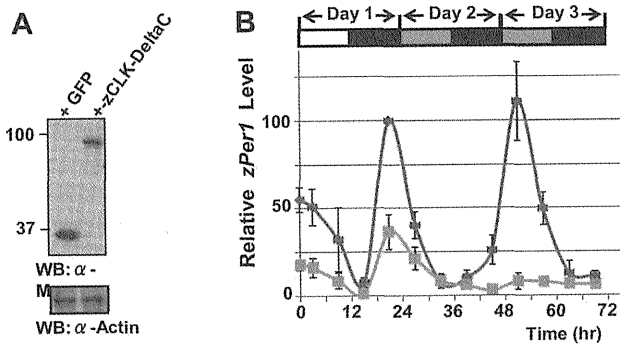 A
+ GFP
+-zCLK-DeltaC
100
37
WB: α -
M
WB: α -Actin
B
Day 1
Day 2
Day 3
Relative zPer1 Level
100
50
0
0
12
24
36
48
60
72
Time (hr)